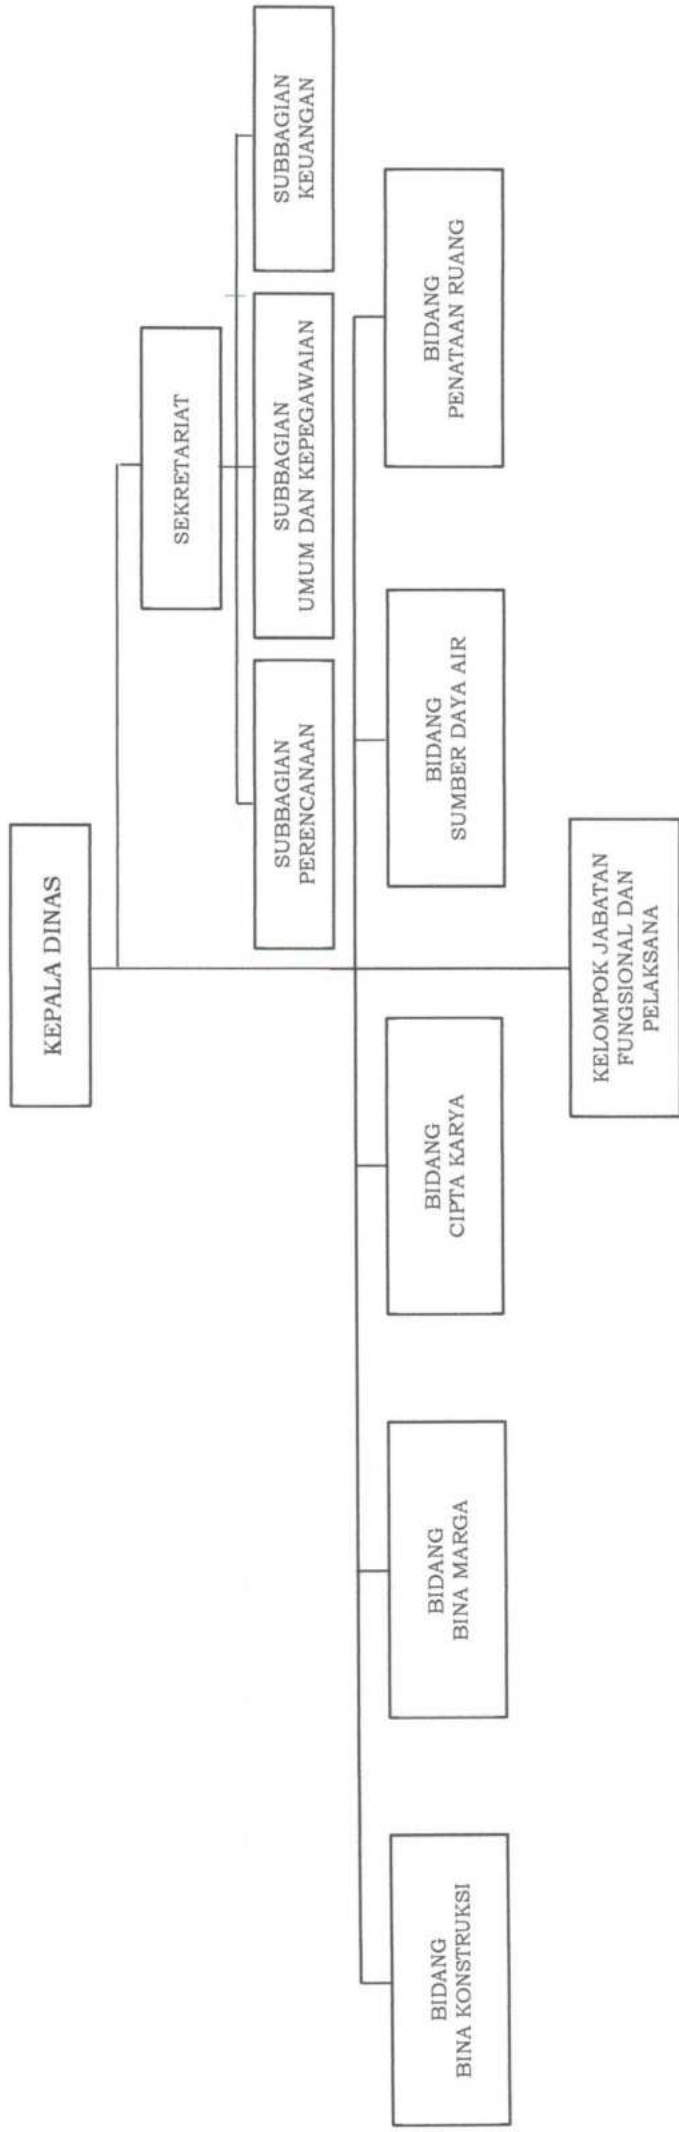 KEPALA DINAS
SEKRETARIAT
SUBBAGIAN
PERENCANAAN
SUBBAGIAN
UMUM DAN KEPEGAWAIAN
SUBBAGIAN
KEUANGAN
BIDANG
BINA KONSTRUKSI
BIDANG
BINA MARGA
BIDANG
CIPTA KARYA
BIDANG
SUMBER DAYA AIR
BIDANG
PENATAAN RUANG
KELOMPOK JABATAN
FUNGSIONAL DAN
PELAKSANA